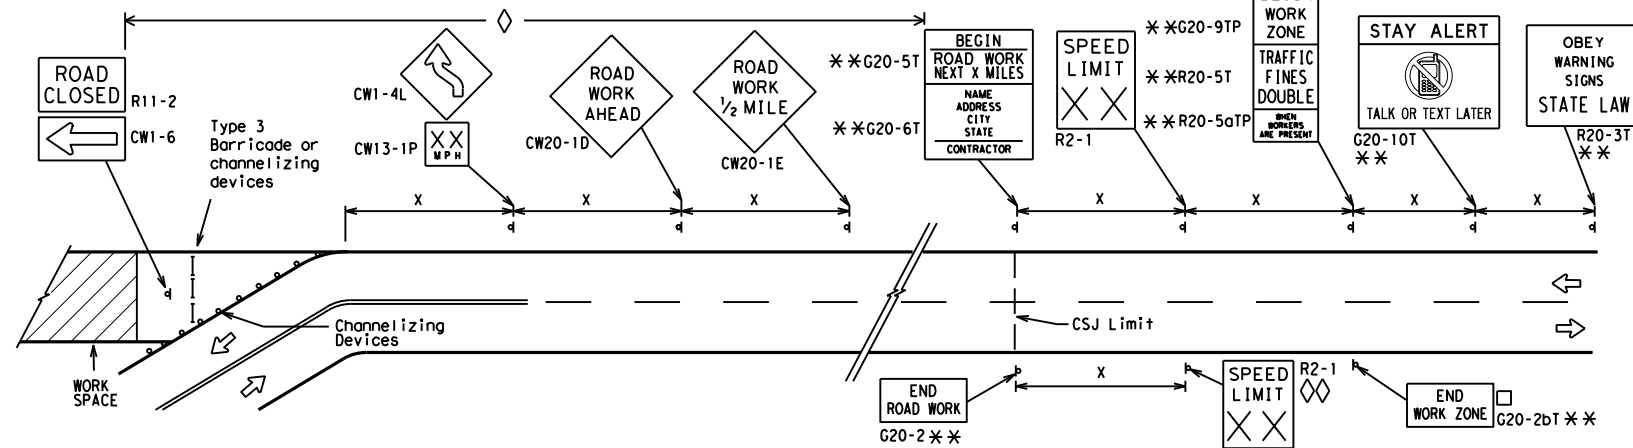 ROAD
CLOSED
R11-2
CW1-6
Type 3
Barricade or
channelizing
devices
CW1-4L
XX
MPH
CW13-1P
ROAD
WORK
AHEAD
CW20-1D
ROAD
WORK
1/2 MILE
CW20-1E
**G20-5T
BEGIN
ROAD WORK
NEXT X MILES
NAME
ADDRESS
CITY
STATE
CONTRACTOR
**G20-6T
SPEED
LIMIT
XX
R2-1
**G20-9TP
WORK
ZONE
**R20-5T
TRAFFIC
FINES
DOUBLE
**R20-5aTP
WHEN
WORKERS
ARE PRESENT
STAY ALERT
TALK OR TEXT LATER
G20-10T
**
OBEY
WARNING
SIGNS
STATE LAW
R20-3T
**
X
X
X
X
X
X
X
Channelizing
Devices
CSJ Limit
WORK
SPACE
END
ROAD WORK
G20-2**
X
SPEED
LIMIT
XX
R2-1
END
WORK ZONE
G20-2bT**